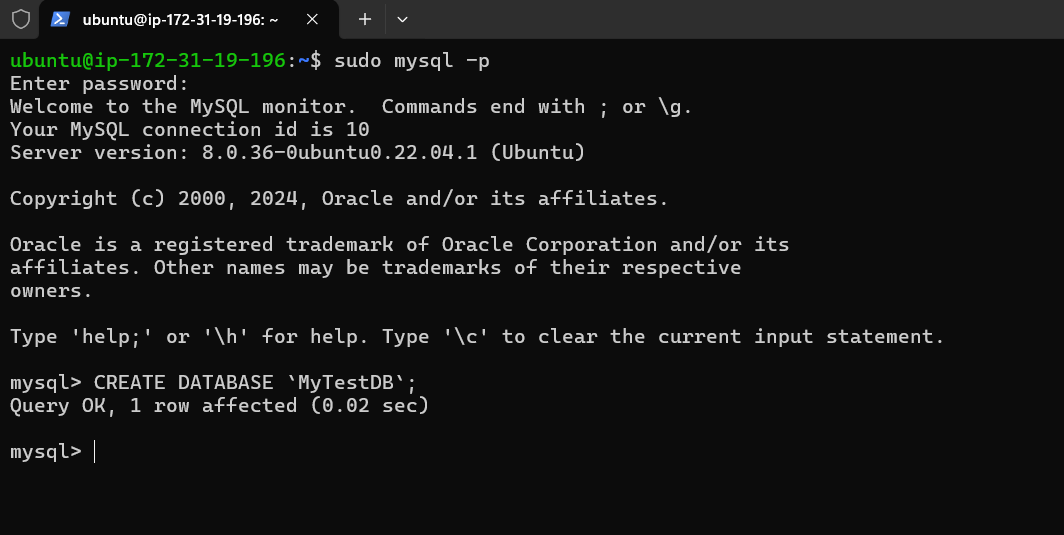 ubuntu@ip-172-31-19-196: ~
ubuntu@ip-172-31-19-196:~$ sudo mysql -p
Enter password:
Welcome to the MySQL monitor.  Commands end with ; or \g.
Your MySQL connection id is 10
Server version: 8.0.36-0ubuntu0.22.04.1 (Ubuntu)
Copyright (c) 2000, 2024, Oracle and/or its affiliates.
Oracle is a registered trademark of Oracle Corporation and/or its
affiliates. Other names may be trademarks of their respective
owners.
Type 'help;' or '\h' for help. Type '\c' to clear the current input statement.
mysql> CREATE DATABASE `MyTestDB`;
Query OK, 1 row affected (0.02 sec)
mysql>